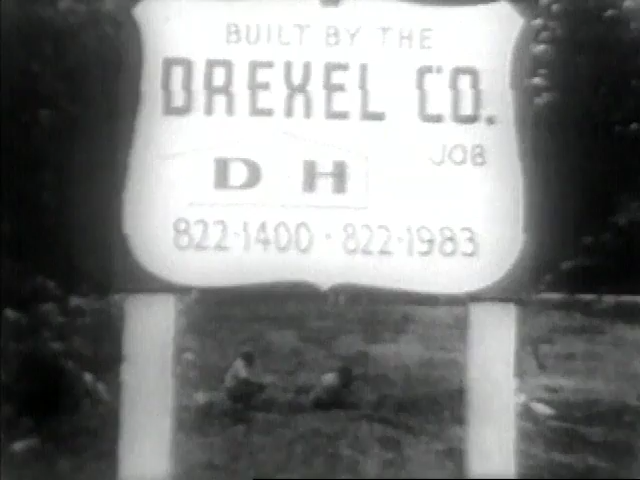 BUILT BY THE
DREXEL CO.
JOB
D H
822-1400 · 822-1983